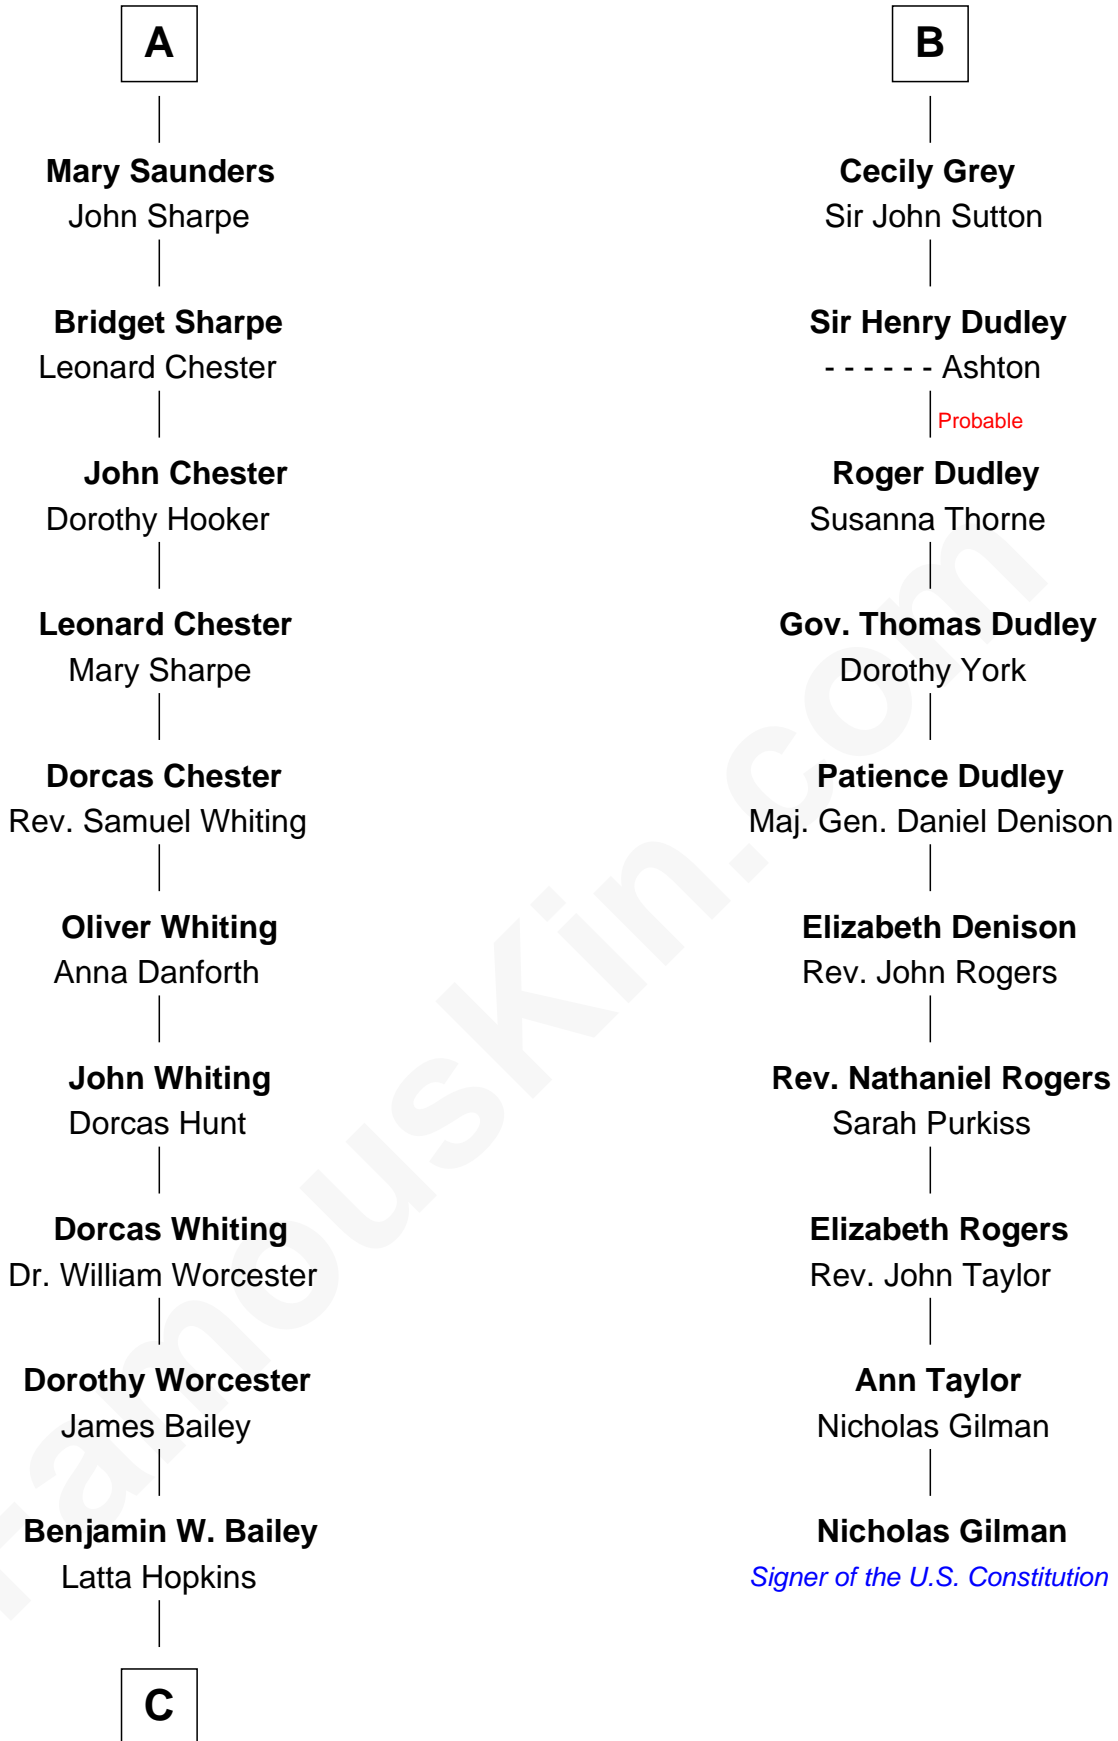 A
Mary Saunders
John Sharpe
Bridget Sharpe
Leonard Chester
John Chester
Dorothy Hooker
Leonard Chester
Mary Sharpe
Dorcas Chester
Rev. Samuel Whiting
Oliver Whiting
Anna Danforth
John Whiting
Dorcas Hunt
Dorcas Whiting
Dr. William Worcester
Dorothy Worcester
James Bailey
Benjamin W. Bailey
Latta Hopkins
C
B
Cecily Grey
Sir John Sutton
Sir Henry Dudley
- - - - - - Ashton
Probable
Roger Dudley
Susanna Thorne
Gov. Thomas Dudley
Dorothy York
Patience Dudley
Maj. Gen. Daniel Denison
Elizabeth Denison
Rev. John Rogers
Rev. Nathaniel Rogers
Sarah Purkiss
Elizabeth Rogers
Rev. John Taylor
Ann Taylor
Nicholas Gilman
Nicholas Gilman
Signer of the U.S. Constitution
FamousKin.com